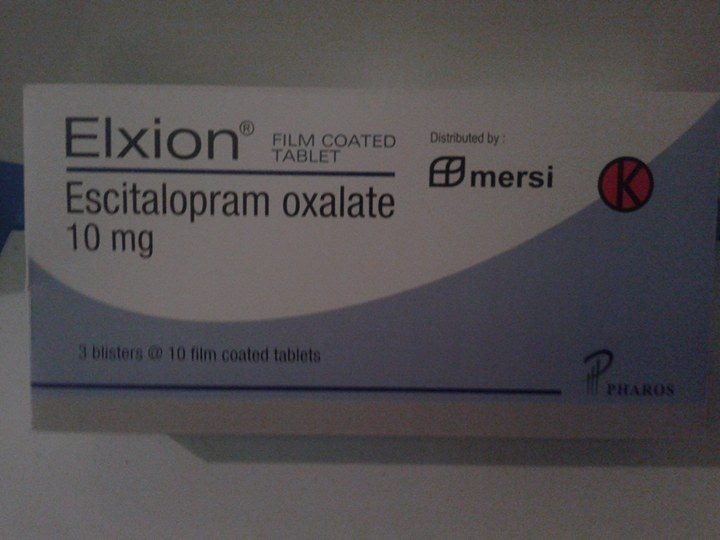 Elxion® FILM COATED TABLET
Escitalopram oxalate
10 mg
Distributed by :
mersi
K
3 blisters @ 10 film coated tablets
PHAROS